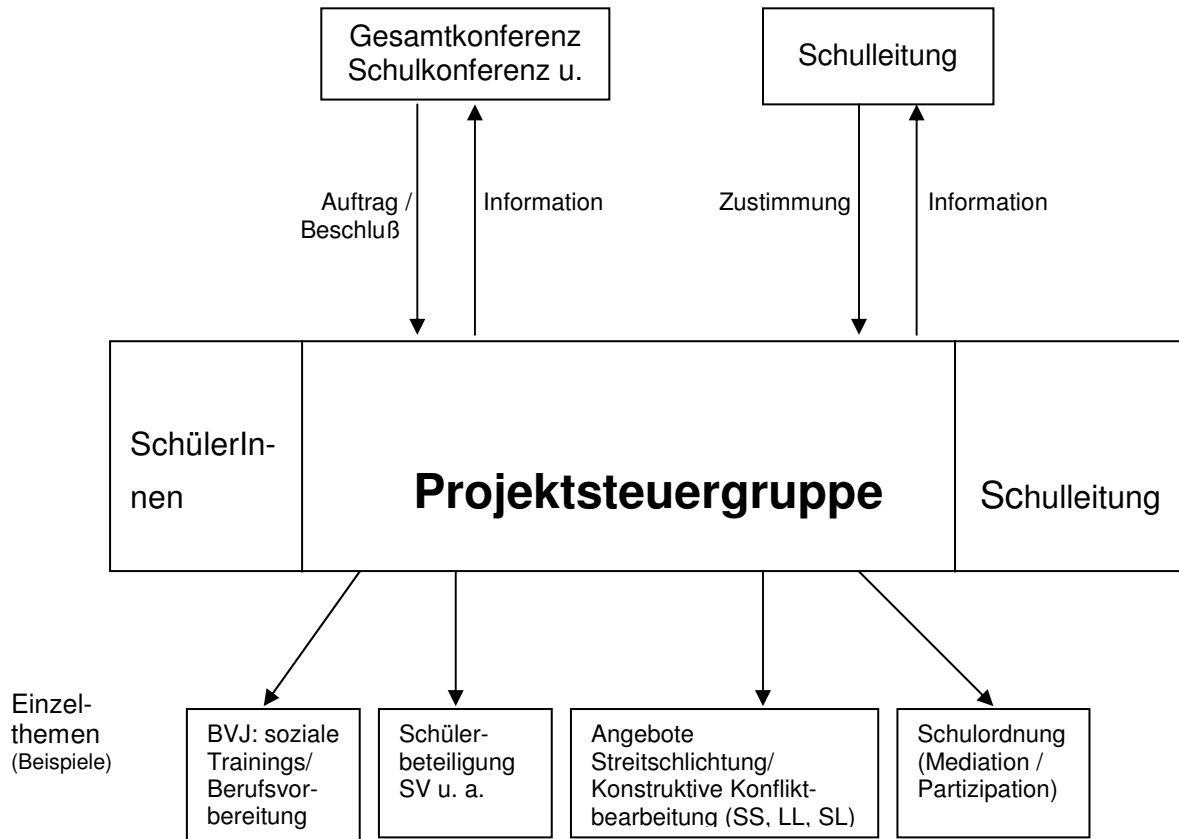 Gesamtkonferenz
Schulkonferenz u.
Schulleitung
Auftrag /
Beschluß
Information
Zustimmung
Information
SchülerIn-
nen
Projektsteuergruppe
Schulleitung
Einzel-
themen
(Beispiele)
BVJ: soziale
Trainings/
Berufsvor-
bereitung
Schüler-
beteiligung
SV u. a.
Angebote
Streitschlichtung/
Konstruktive Konflikt-
bearbeitung (SS, LL, SL)
Schulordnung
(Mediation /
Partizipation)